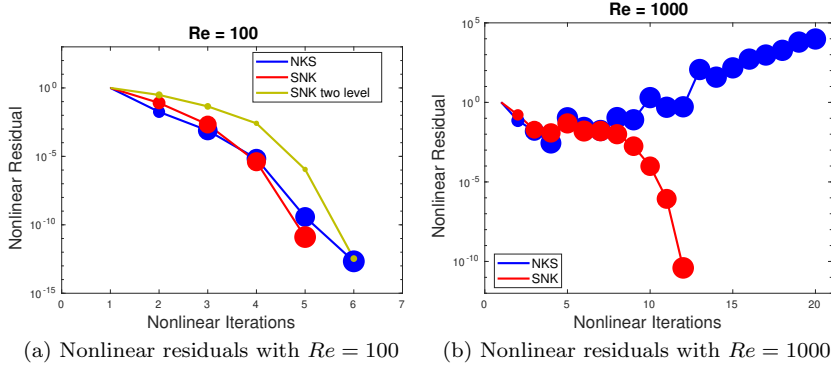 Re = 100
NKS
SNK
SNK two level
10^0
10^-5
10^-10
10^-15
Nonlinear Residual
0 1 2 3 4 5 6 7
Nonlinear Iterations
(a) Nonlinear residuals with Re = 100
Re = 1000
10^5
10^0
10^-5
10^-10
Nonlinear Residual
NKS
SNK
0 5 10 15 20
Nonlinear Iterations
(b) Nonlinear residuals with Re = 1000